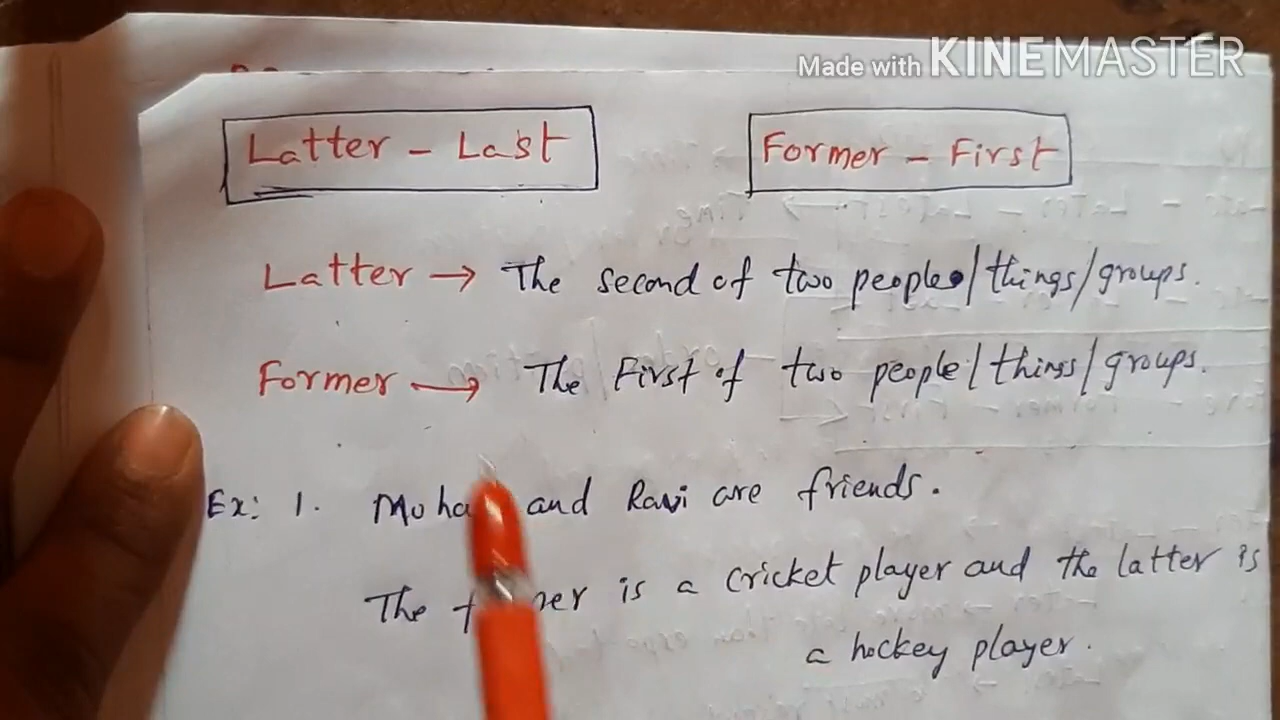 Made with KINEMASTER
Latter - Last
Former - First
Latter → The second of two people/things/groups.
Former → The First of two people/things/groups.
Ex: 1. and Ravi are friends.
The is a cricket player and the latter is
a hockey player.